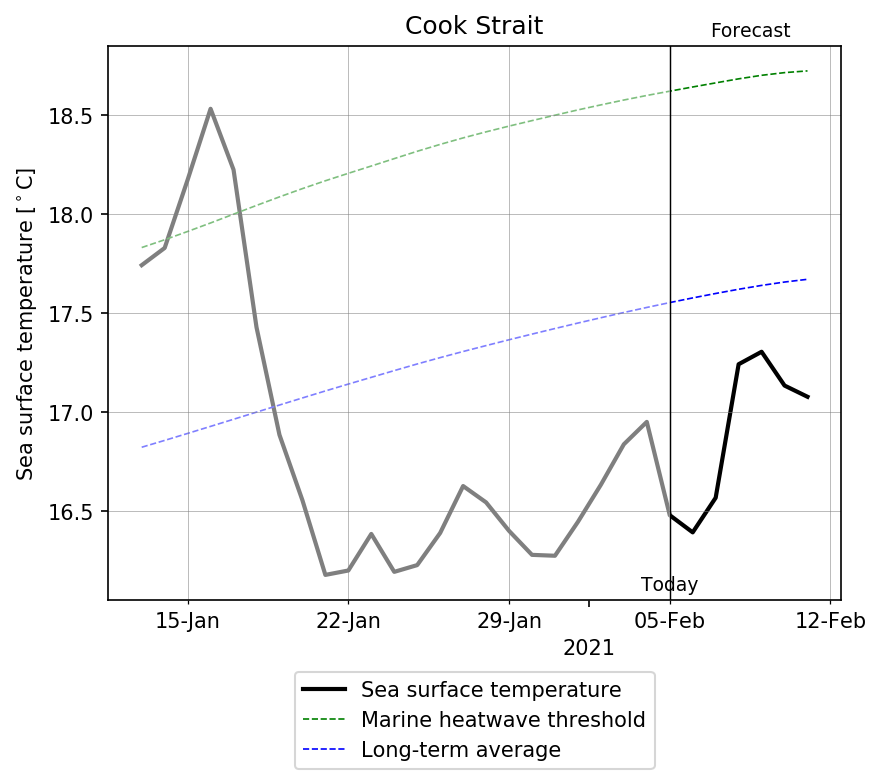 Cook Strait
Forecast
Sea surface temperature [°C]
18.5
18.0
17.5
17.0
16.5
Today
15-Jan
22-Jan
29-Jan
05-Feb
12-Feb
2021
Sea surface temperature
Marine heatwave threshold
Long-term average